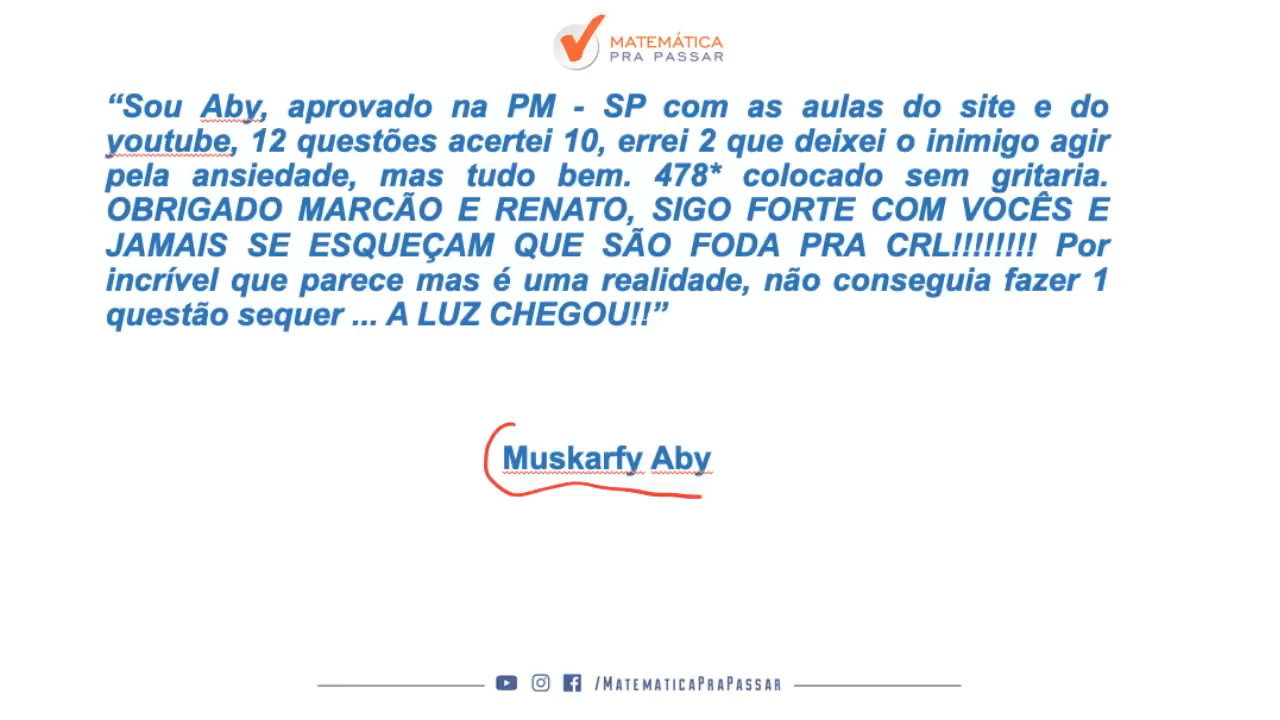 MATEMÁTICA
PRA PASSAR
“Sou Aby, aprovado na PM - SP com as aulas do site e do
youtube, 12 questões acertei 10, errei 2 que deixei o inimigo agir
pela ansiedade, mas tudo bem. 478* colocado sem gritaria.
OBRIGADO MARCÃO E RENATO, SIGO FORTE COM VOCÊS E
JAMAIS SE ESQUEÇAM QUE SÃO FODA PRA CRL!!!!!!!! Por
incrível que parece mas é uma realidade, não conseguia fazer 1
questão sequer ... A LUZ CHEGOU!!”
Muskarfy Aby
/MATEMATICAPRAPASSAR